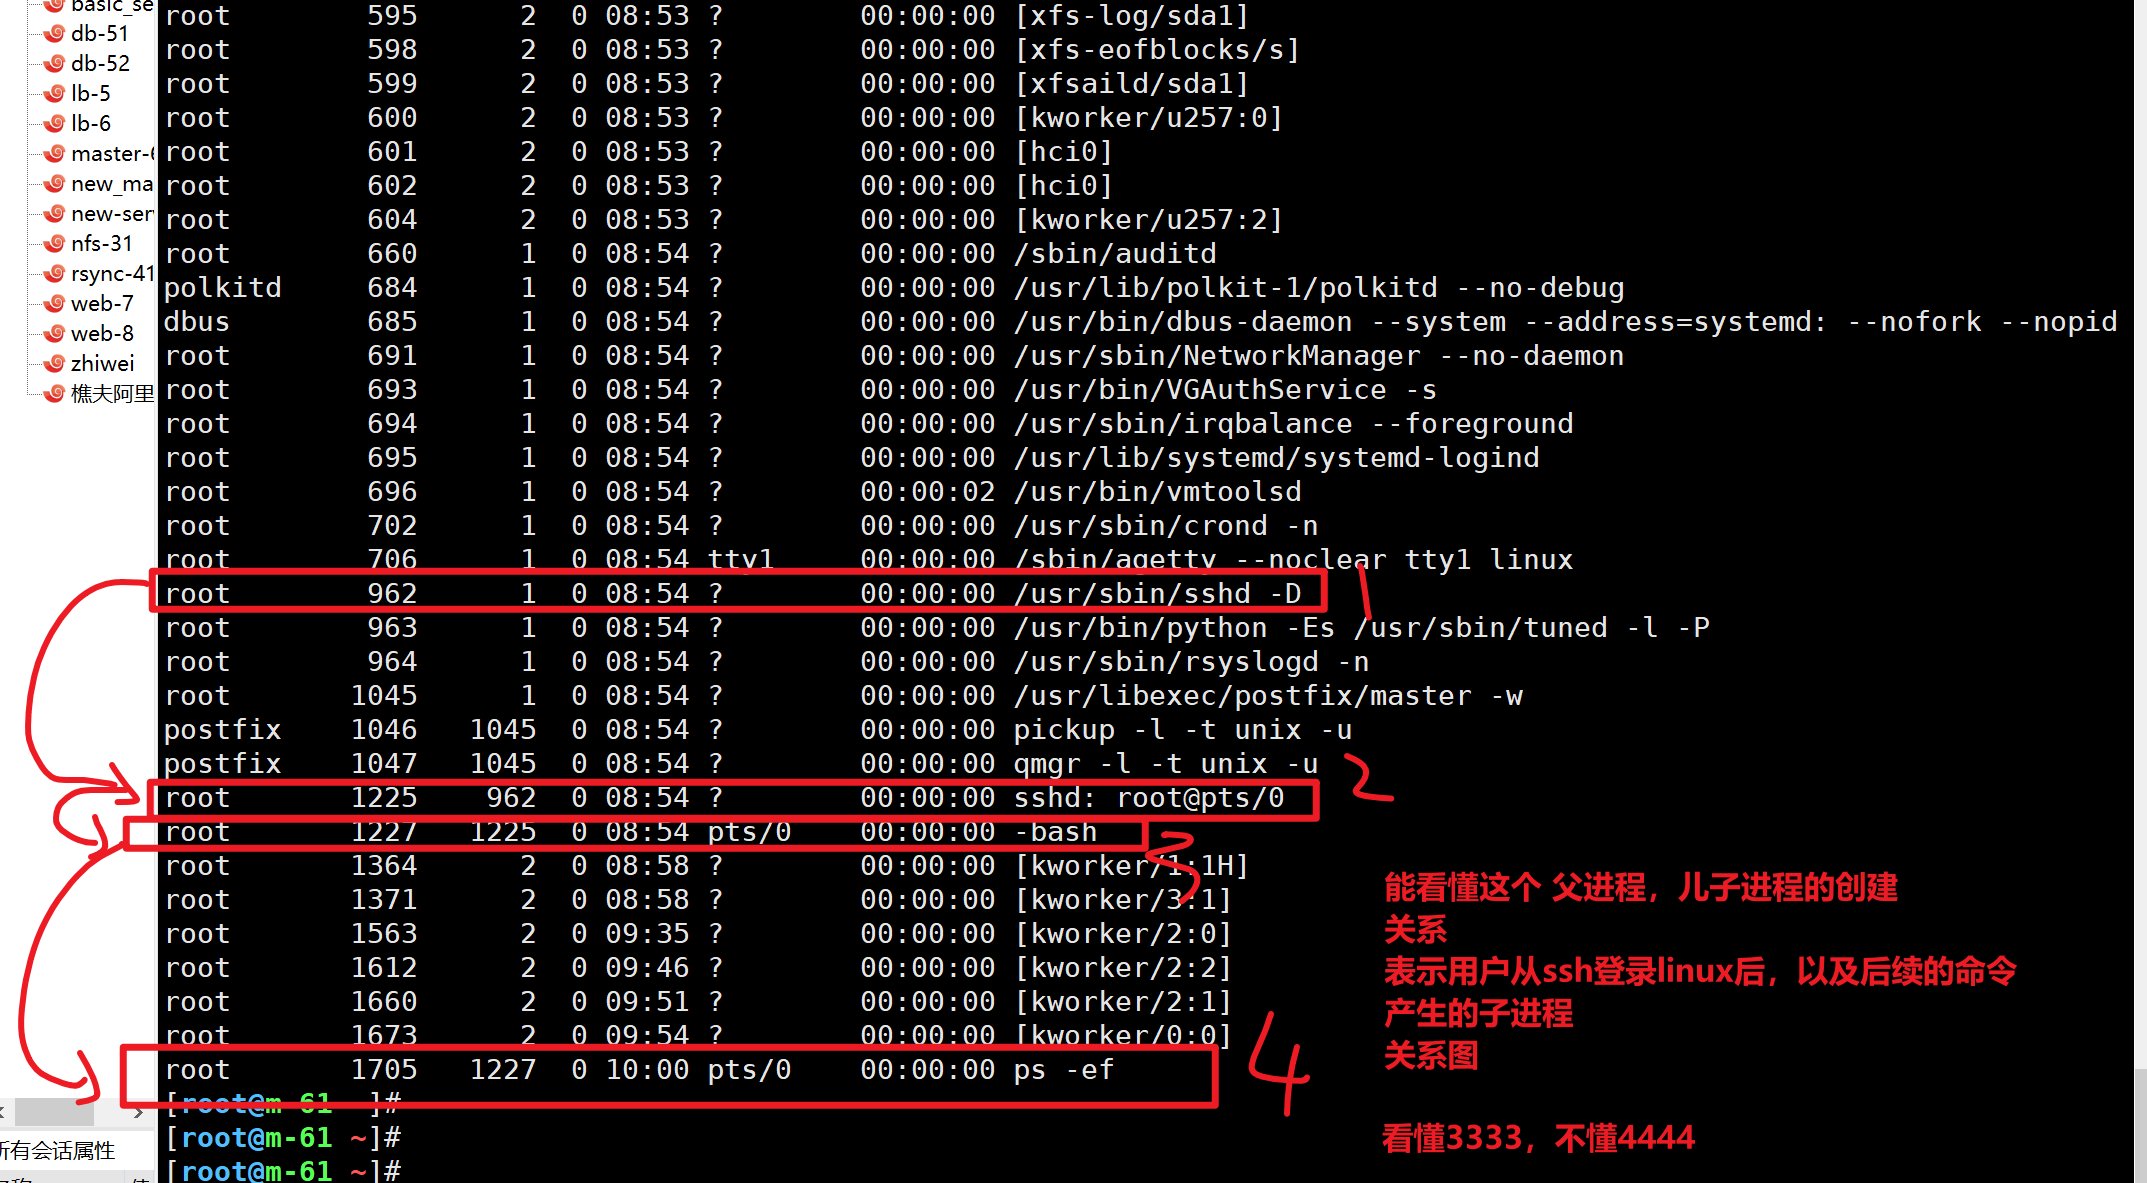 basic_se
db-51
db-52
lb-5
lb-6
master-6
new_ma
new-ser
nfs-31
rsync-41
web-7
web-8
zhiwei
樵夫阿里
所有会话属性
root 595 2 0 08:53 ? 00:00:00 [xfs-log/sda1]
root 598 2 0 08:53 ? 00:00:00 [xfs-eofblocks/s]
root 599 2 0 08:53 ? 00:00:00 [xfsaild/sda1]
root 600 2 0 08:53 ? 00:00:00 [kworker/u257:0]
root 601 2 0 08:53 ? 00:00:00 [hci0]
root 602 2 0 08:53 ? 00:00:00 [hci0]
root 604 2 0 08:53 ? 00:00:00 [kworker/u257:2]
root 660 1 0 08:54 ? 00:00:00 /sbin/auditd
polkitd 684 1 0 08:54 ? 00:00:00 /usr/lib/polkit-1/polkitd --no-debug
dbus 685 1 0 08:54 ? 00:00:00 /usr/bin/dbus-daemon --system --address=systemd: --nofork --nopid
root 691 1 0 08:54 ? 00:00:00 /usr/sbin/NetworkManager --no-daemon
root 693 1 0 08:54 ? 00:00:00 /usr/bin/VGAuthService -s
root 694 1 0 08:54 ? 00:00:00 /usr/sbin/irqbalance --foreground
root 695 1 0 08:54 ? 00:00:00 /usr/lib/systemd/systemd-logind
root 696 1 0 08:54 ? 00:00:02 /usr/bin/vmtoolsd
root 702 1 0 08:54 ? 00:00:00 /usr/sbin/crond -n
root 706 1 0 08:54 tty1 00:00:00 /sbin/agetty --noclear tty1 linux
root 962 1 0 08:54 ? 00:00:00 /usr/sbin/sshd -D
1
root 963 1 0 08:54 ? 00:00:00 /usr/bin/python -Es /usr/sbin/tuned -l -P
root 964 1 0 08:54 ? 00:00:00 /usr/sbin/rsyslogd -n
root 1045 1 0 08:54 ? 00:00:00 /usr/libexec/postfix/master -w
postfix 1046 1045 0 08:54 ? 00:00:00 pickup -l -t unix -u
postfix 1047 1045 0 08:54 ? 00:00:00 qmgr -l -t unix -u
2
root 1225 962 0 08:54 ? 00:00:00 sshd: root@pts/0
root 1227 1225 0 08:54 pts/0 00:00:00 -bash
3
root 1364 2 0 08:58 ? 00:00:00 [kworker/1:1H]
root 1371 2 0 08:58 ? 00:00:00 [kworker/3:1]
root 1563 2 0 09:35 ? 00:00:00 [kworker/2:0]
root 1612 2 0 09:46 ? 00:00:00 [kworker/2:2]
root 1660 2 0 09:51 ? 00:00:00 [kworker/2:1]
root 1673 2 0 09:54 ? 00:00:00 [kworker/0:0]
root 1705 1227 0 10:00 pts/0 00:00:00 ps -ef
4
[root@m-61 ~]#
[root@m-61 ~]#
[root@m-61 ~]#
能看懂这个 父进程，儿子进程的创建
关系
表示用户从ssh登录linux后，以及后续的命令
产生的子进程
关系图
看懂3333，不懂4444